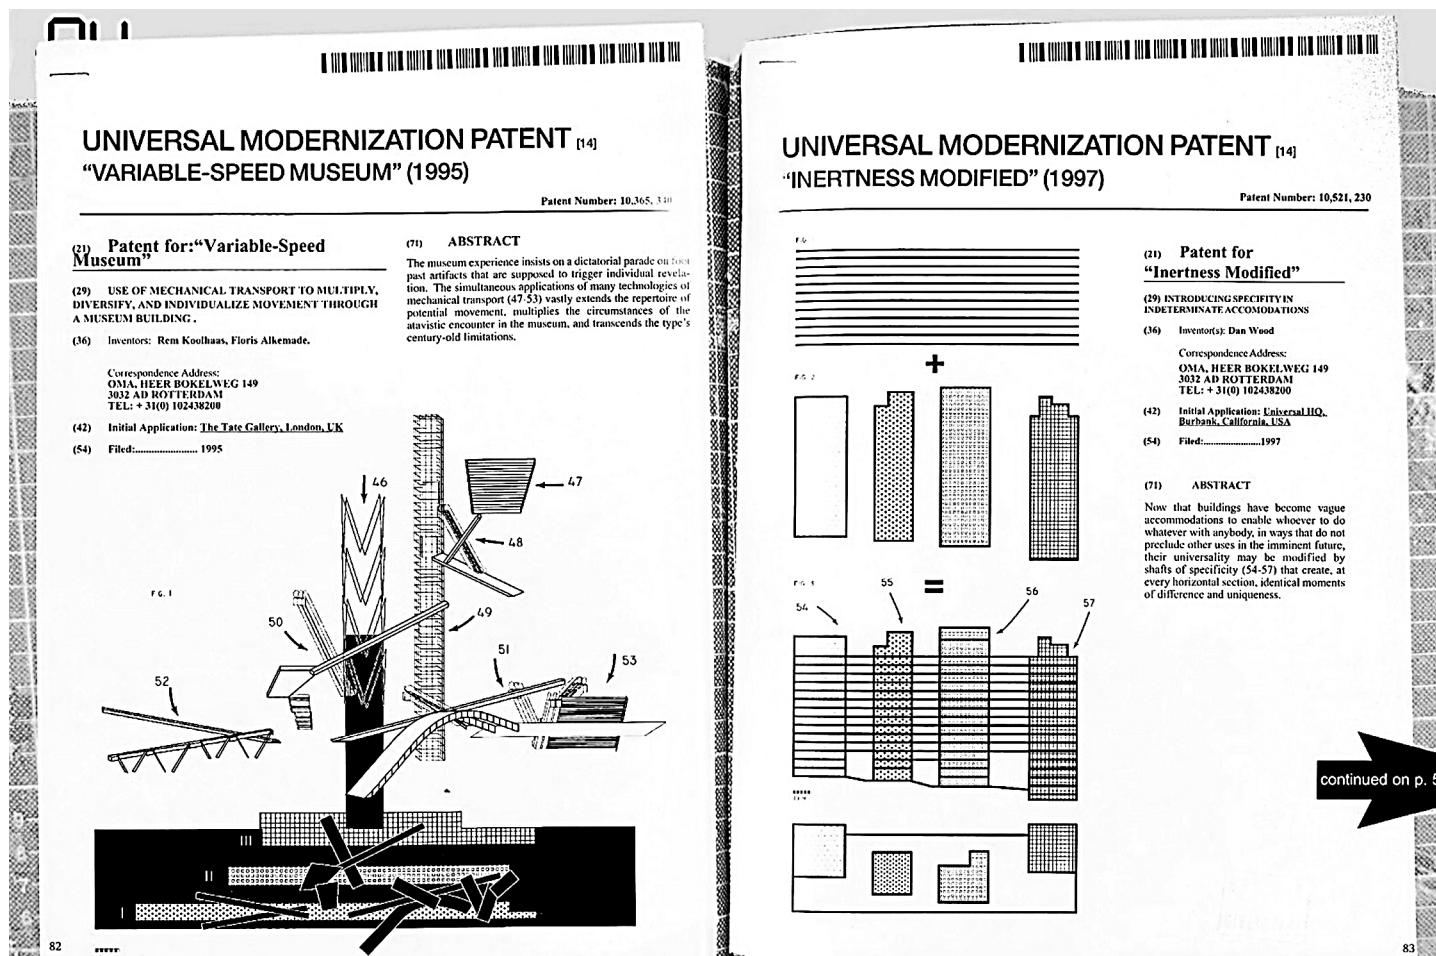 UNIVERSAL MODERNIZATION PATENT [14]
“VARIABLE-SPEED MUSEUM” (1995)
Patent Number: 10,365, 340
(21) Patent for:“Variable-Speed
Museum”
(29) USE OF MECHANICAL TRANSPORT TO MULTIPLY,
DIVERSIFY, AND INDIVIDUALIZE MOVEMENT THROUGH
A MUSEUM BUILDING .
(36) Inventors: Rem Koolhaas, Floris Alkemade.
Correspondence Address:
OMA, HEER BOKELWEG 149
3032 AD ROTTERDAM
TEL: + 31(0) 102438200
(42) Initial Application: The Tate Gallery, London, UK
(54) Filed:...................... 1995
(71) ABSTRACT
The museum experience insists on a dictatorial parade on foot
past artifacts that are supposed to trigger individual revela-
tion. The simultaneous applications of many technologies of
mechanical transport (47-53) vastly extends the repertoire of
potential movement, multiplies the circumstances of the
atavistic encounter in the museum, and transcends the type's
century-old limitations.
46
47
48
FIG. 1
49
50
51
52
53
III
II
I
82
UNIVERSAL MODERNIZATION PATENT [14]
“INERTNESS MODIFIED” (1997)
Patent Number: 10,521, 230
FIG
FIG. 2
FIG. 3
54
55
56
57
(21) Patent for
“Inertness Modified”
(29) INTRODUCING SPECIFITY IN
INDETERMINATE ACCOMODATIONS
(36) Inventor(s): Dan Wood
Correspondence Address:
OMA, HEER BOKELWEG 149
3032 AD ROTTERDAM
TEL: + 31(0) 102438200
(42) Initial Application: Universal HQ,
Burbank, California, USA
(54) Filed:......................1997
(71) ABSTRACT
Now that buildings have become vague
accommodations to enable whoever to do
whatever with anybody, in ways that do not
preclude other uses in the imminent future,
their universality may be modified by
shafts of specificity (54-57) that create, at
every horizontal section, identical moments
of difference and uniqueness.
continued on p. 5
83